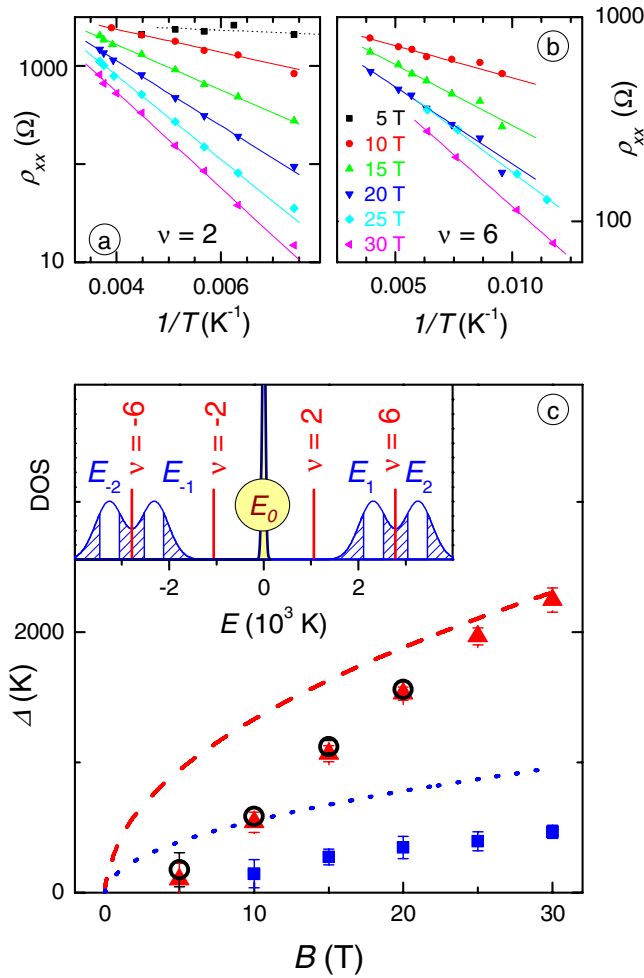 1000
10
ρxx (Ω)
a
ν = 2
0.004
0.006
1/T (K⁻¹)
5 T
10 T
15 T
20 T
25 T
30 T
b
ν = 6
0.005
0.010
1/T (K⁻¹)
1000
100
ρxx (Ω)
c
DOS
E-2
ν = -6
E-1
ν = -2
E0
ν = 2
E1
ν = 6
E2
-2
0
2
E (10³ K)
2000
0
Δ (K)
0
10
20
30
B (T)